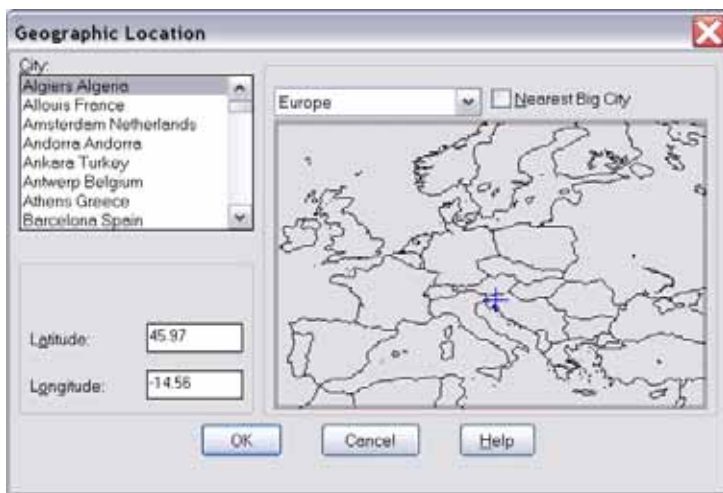 Geographic Location
City:
Algiers Algeria
Allouis France
Amsterdam Netherlands
Andorra Andorra
Ankara Turkey
Antwerp Belgium
Athens Greece
Barcelona Spain
Europe
Nearest Big City
Latitude: 45.97
Longitude: -14.56
OK Cancel Help